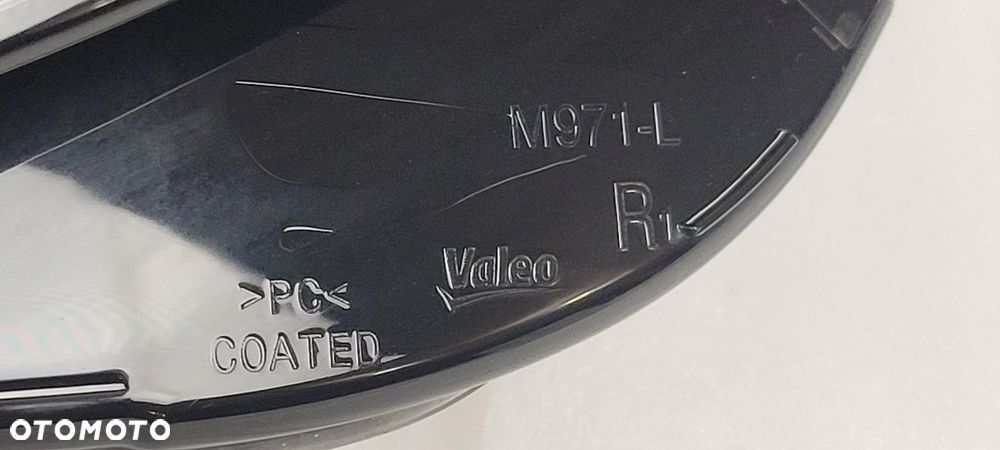 M971-L
R1
Valeo
>PC<
COATED
OTOMOTO